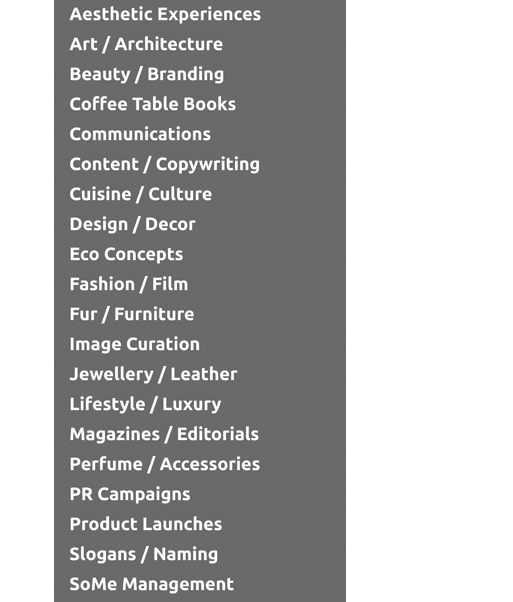 Aesthetic Experiences
Art / Architecture
Beauty / Branding
Coffee Table Books
Communications
Content / Copywriting
Cuisine / Culture
Design / Decor
Eco Concepts
Fashion / Film
Fur / Furniture
Image Curation
Jewellery / Leather
Lifestyle / Luxury
Magazines / Editorials
Perfume / Accessories
PR Campaigns
Product Launches
Slogans / Naming
SoMe Management